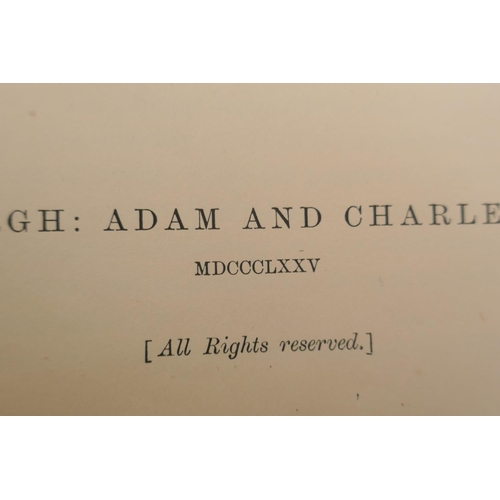 GH: ADAM AND CHARLE
MDCCCLXXV
[All Rights reserved.]